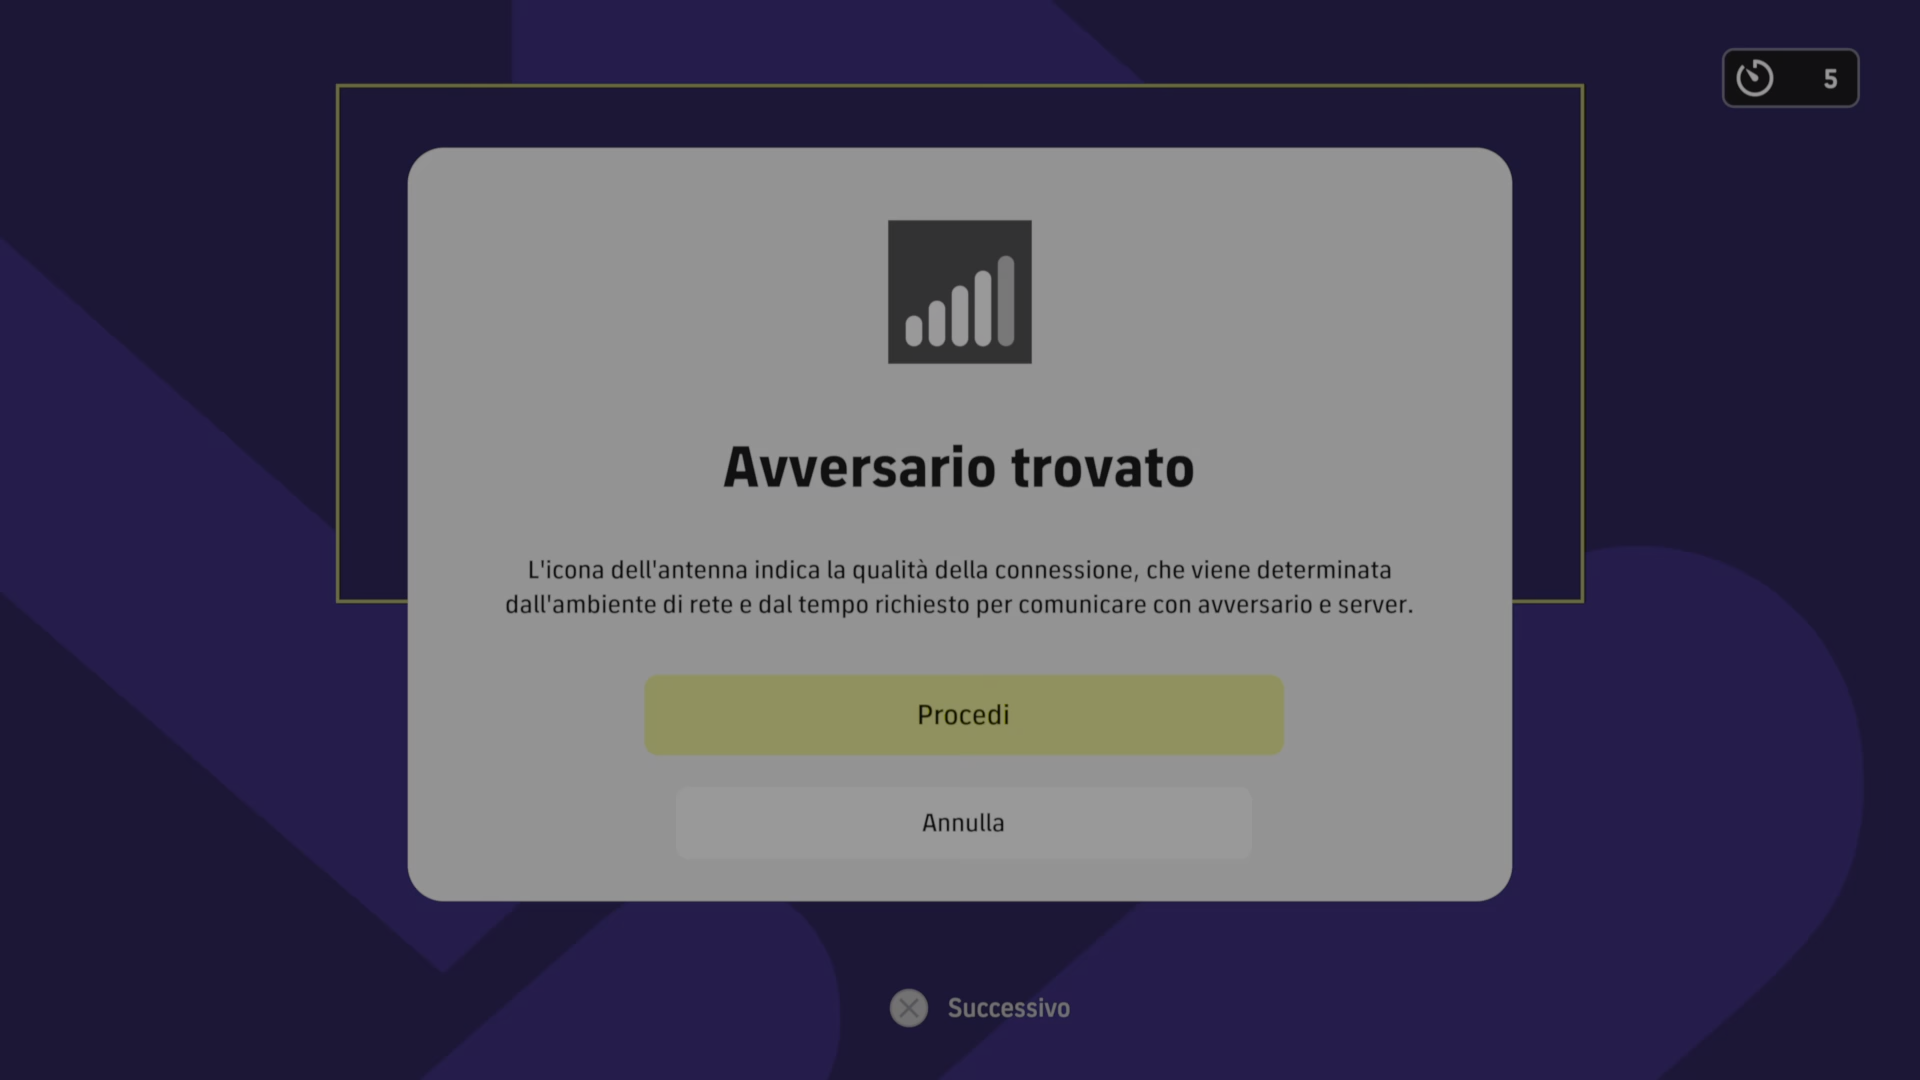 5
Avversario trovato
L'icona dell'antenna indica la qualità della connessione, che viene determinata
dall'ambiente di rete e dal tempo richiesto per comunicare con avversario e server.
Procedi
Annulla
Successivo